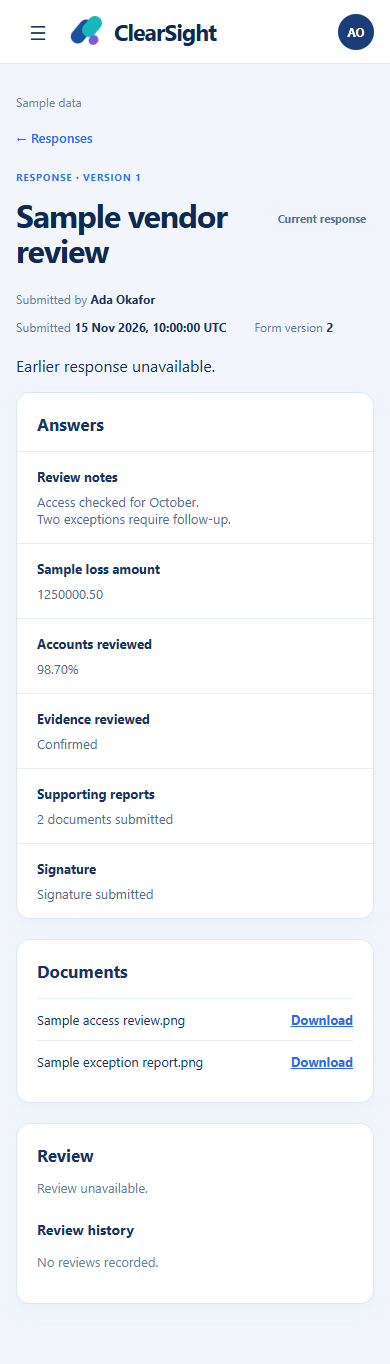 ☰ ClearSight AO
Sample data
← Responses
RESPONSE · VERSION 1
Sample vendor
review
Current response
Submitted by Ada Okafor
Submitted 15 Nov 2026, 10:00:00 UTC Form version 2
Earlier response unavailable.
Answers
Review notes
Access checked for October.
Two exceptions require follow-up.
Sample loss amount
1250000.50
Accounts reviewed
98.70%
Evidence reviewed
Confirmed
Supporting reports
2 documents submitted
Signature
Signature submitted
Documents
Sample access review.png Download
Sample exception report.png Download
Review
Review unavailable.
Review history
No reviews recorded.